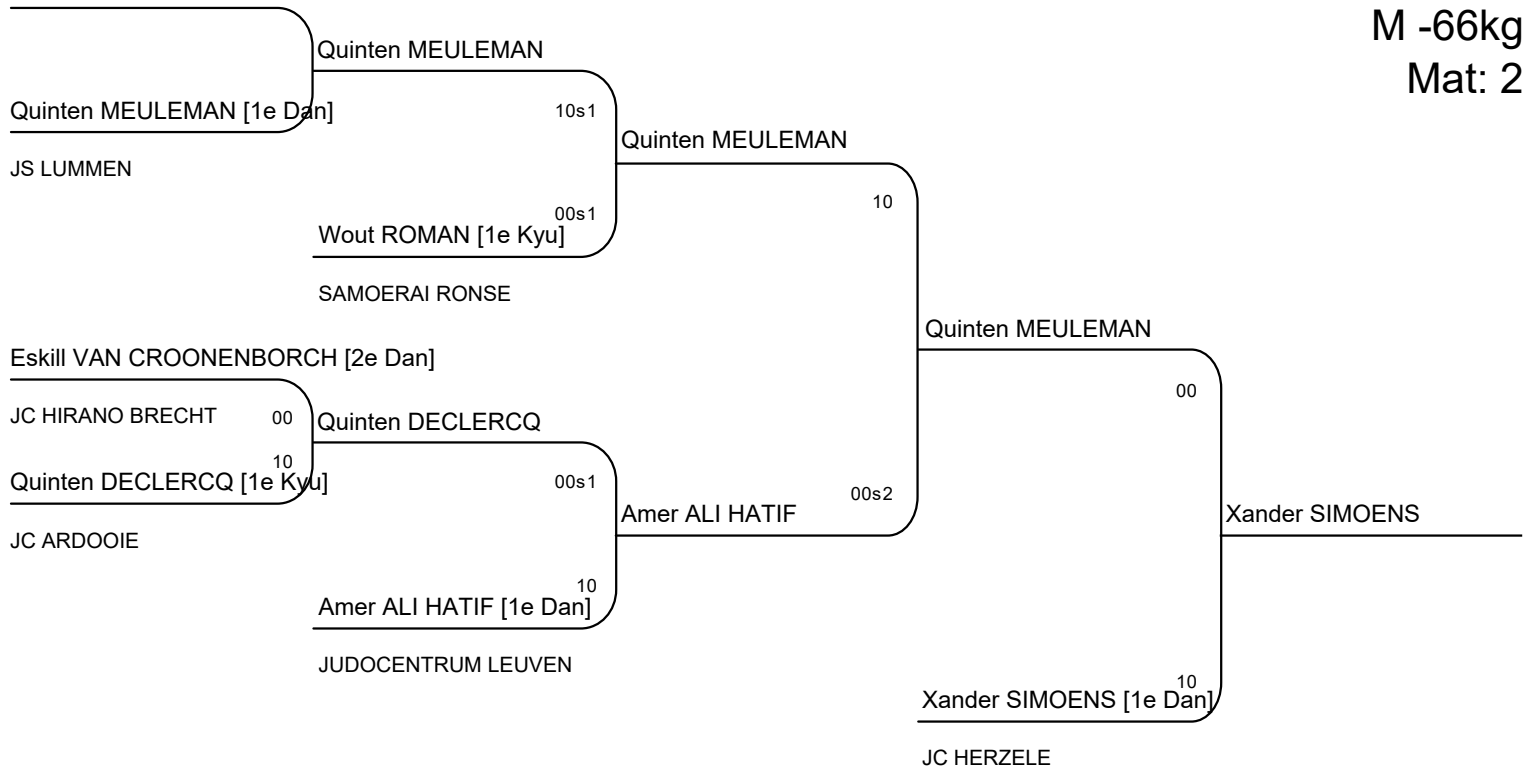 M -66kg
Mat: 2
Quinten MEULEMAN
Quinten MEULEMAN [1e Dan]
10s1
Quinten MEULEMAN
JS LUMMEN
10
00s1
Wout ROMAN [1e Kyu]
SAMOERAI RONSE
Quinten MEULEMAN
Eskill VAN CROONENBORCH [2e Dan]
00
JC HIRANO BRECHT
00
Quinten DECLERCQ
10
Quinten DECLERCQ [1e Kyu]
00s1
00s2
Amer ALI HATIF
Xander SIMOENS
JC ARDOOIE
10
Amer ALI HATIF [1e Dan]
JUDOCENTRUM LEUVEN
10
Xander SIMOENS [1e Dan]
JC HERZELE